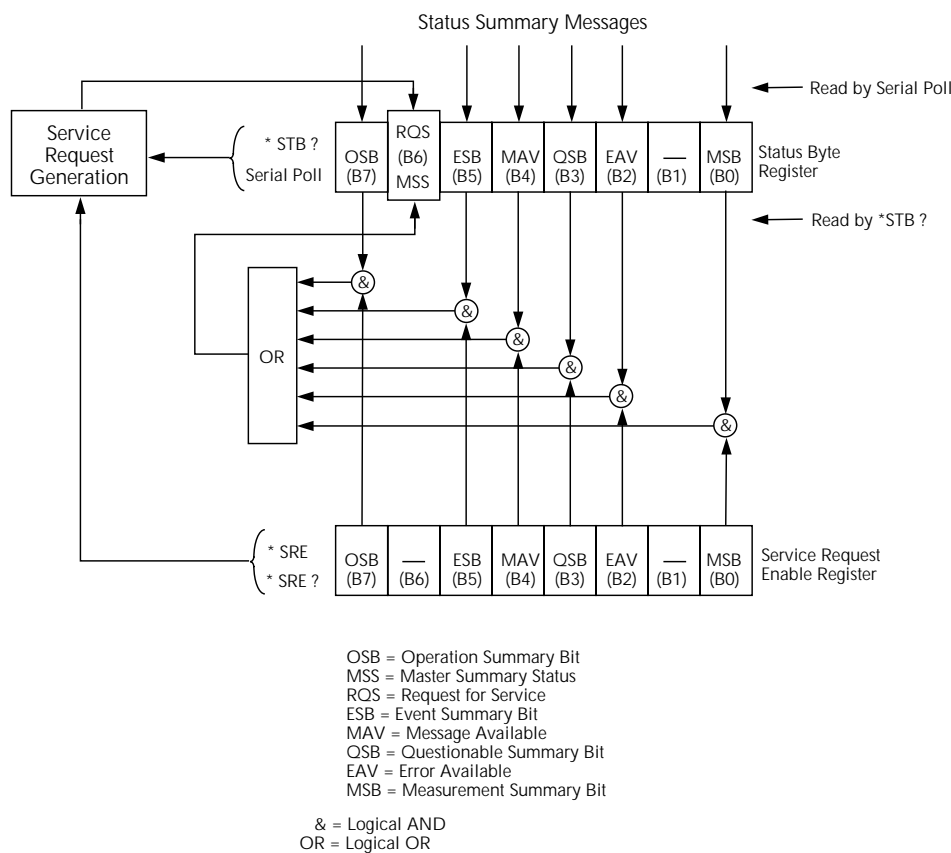 Status Summary Messages
Read by Serial Poll
Service
Request
Generation
* STB ?
Serial Poll
OSB
(B7)
RQS
(B6)
MSS
ESB
(B5)
MAV
(B4)
QSB
(B3)
EAV
(B2)
—
(B1)
MSB
(B0)
Status Byte
Register
Read by *STB ?
OR
&
&
&
&
&
&
* SRE
* SRE ?
OSB
(B7)
—
(B6)
ESB
(B5)
MAV
(B4)
QSB
(B3)
EAV
(B2)
—
(B1)
MSB
(B0)
Service Request
Enable Register
OSB = Operation Summary Bit
MSS = Master Summary Status
RQS = Request for Service
ESB = Event Summary Bit
MAV = Message Available
QSB = Questionable Summary Bit
EAV = Error Available
MSB = Measurement Summary Bit
& = Logical AND
OR = Logical OR